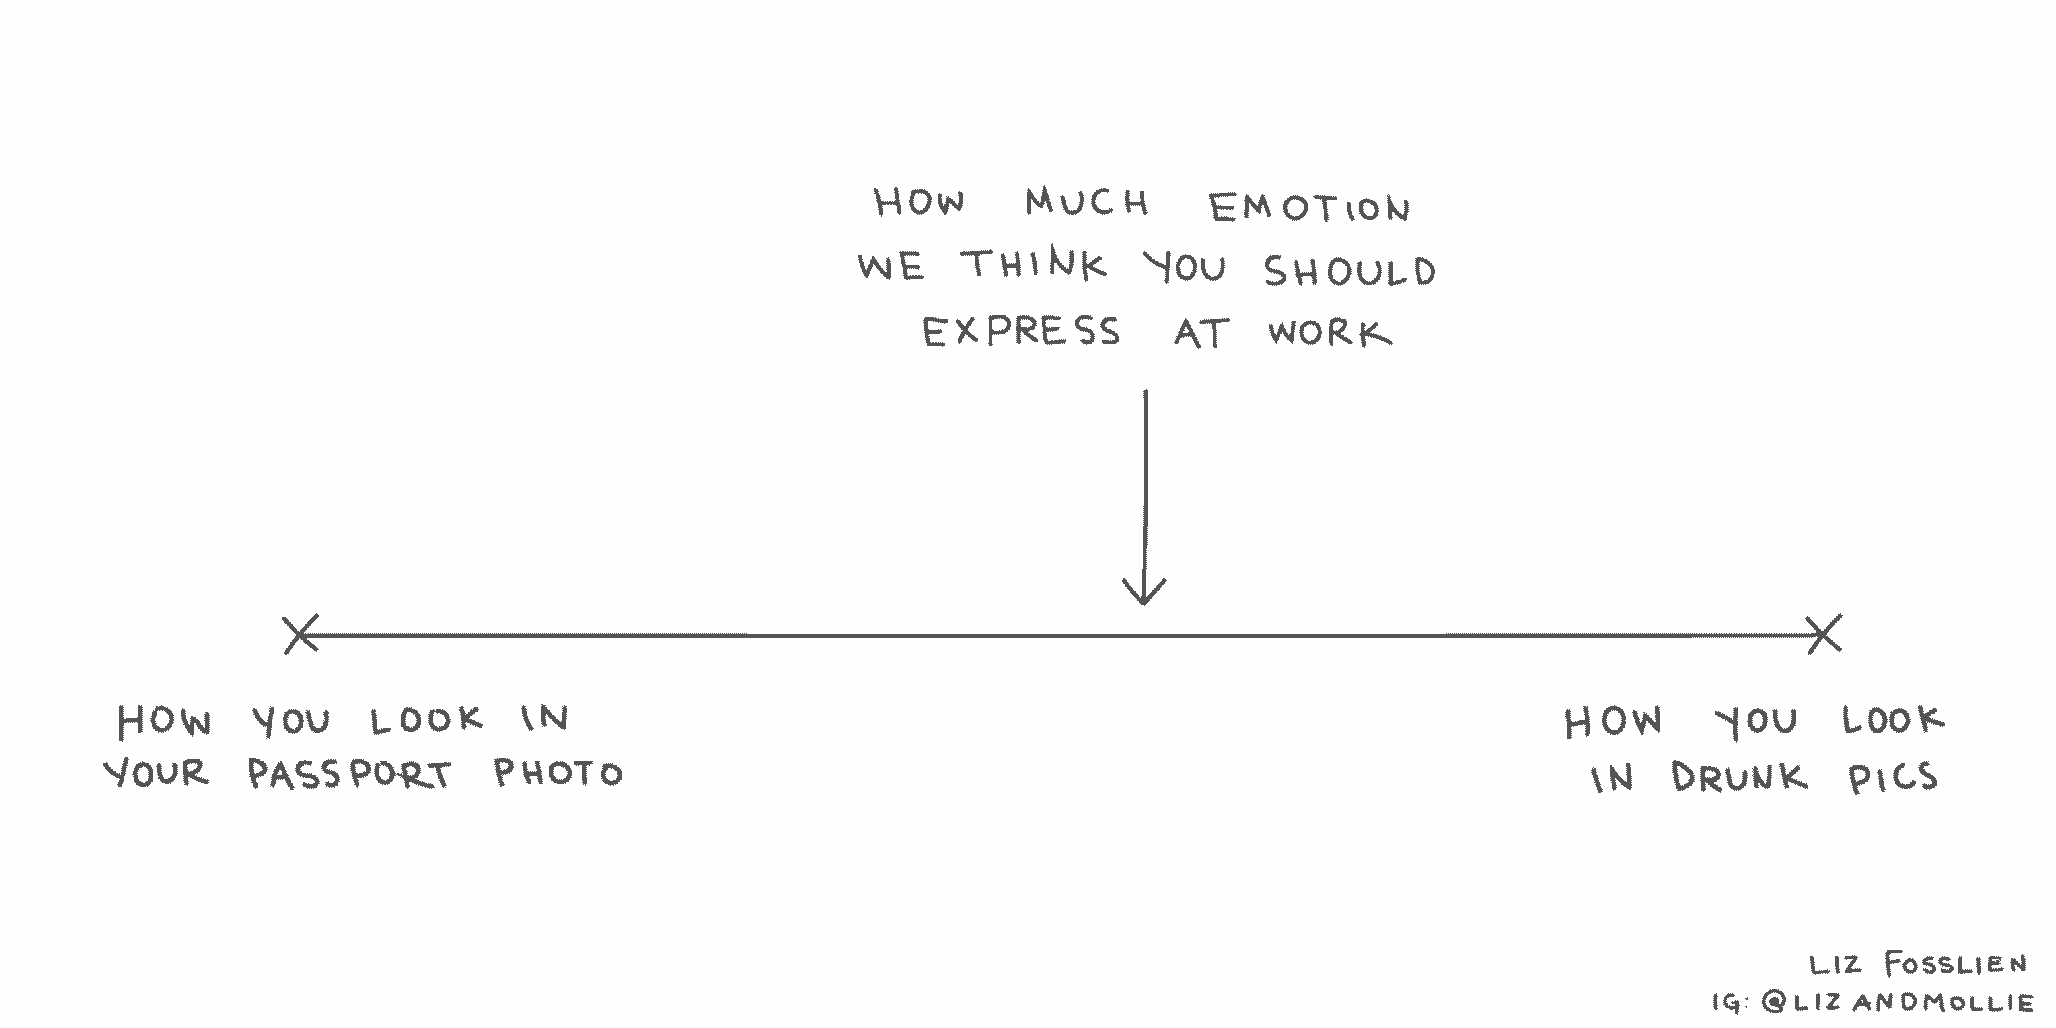 HOW MUCH EMOTION
WE THINK YOU SHOULD
EXPRESS AT WORK
HOW YOU LOOK IN
YOUR PASSPORT PHOTO
HOW YOU LOOK
IN DRUNK PICS
LIZ FOSSLIEN
IG: @LIZANDMOLLIE